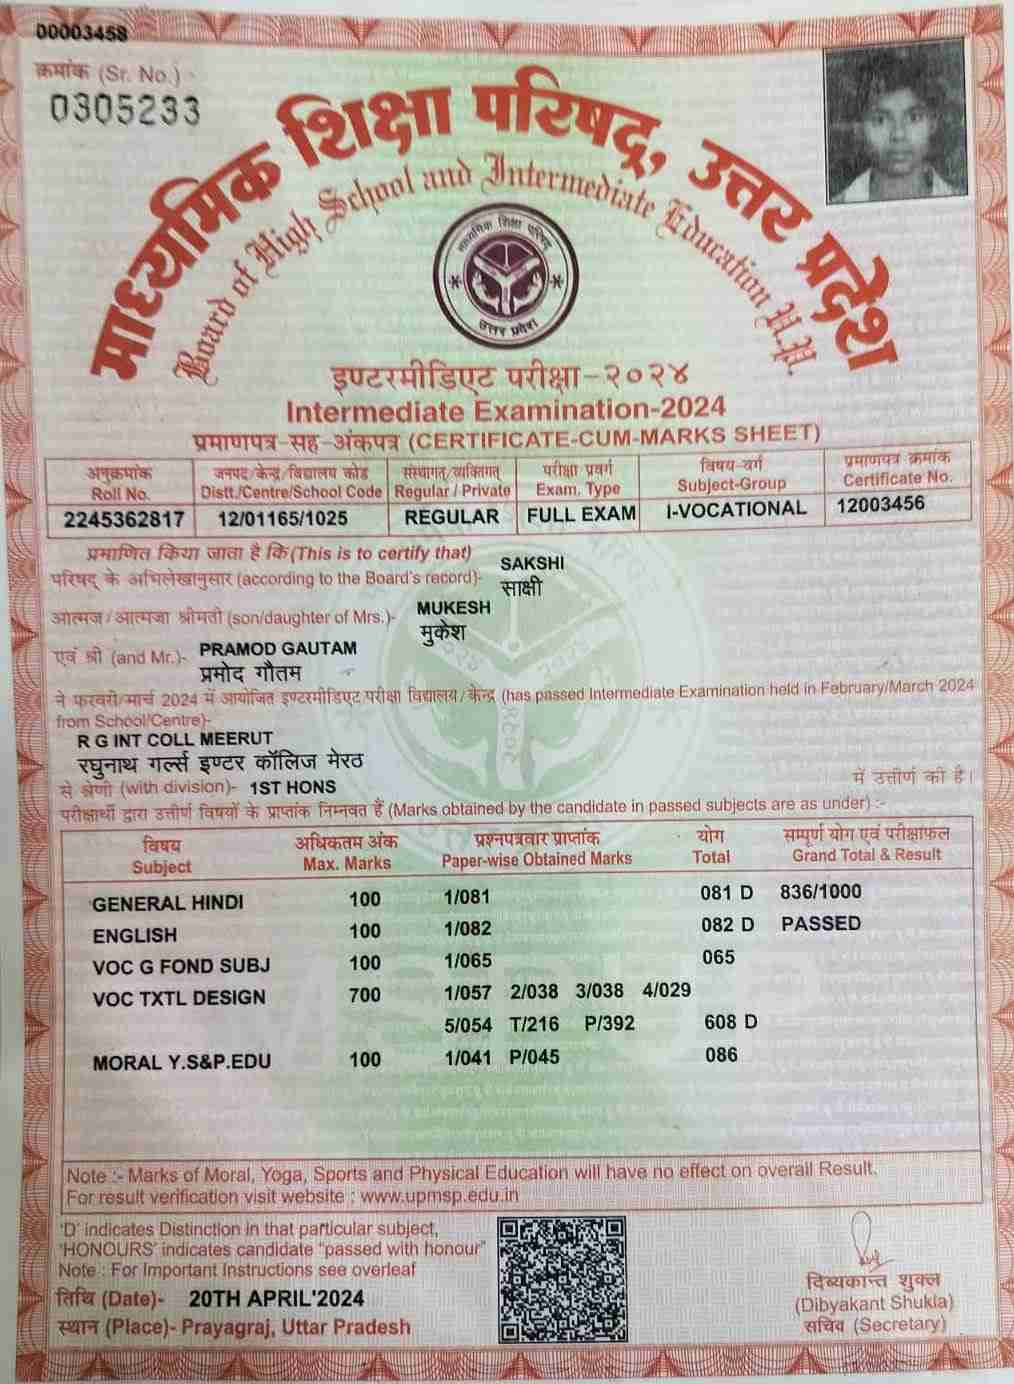 00003458
क्रमांक (Sr. No.)
0305233
माध्यमिक शिक्षा परिषद्, उत्तर प्रदेश
Board of High School and Intermediate Education U.P.
माध्यमिक शिक्षा परिषद्
उत्तर प्रदेश
इण्टरमीडिएट परीक्षा-२०२४
Intermediate Examination-2024
प्रमाणपत्र-सह-अंकपत्र (CERTIFICATE-CUM-MARKS SHEET)
अनुक्रमांक जनपद/केन्द्र/विद्यालय कोड संस्थागत/व्यक्तिगत परीक्षा प्रवर्ग विषय-वर्ग प्रमाणपत्र क्रमांक
Roll No. Distt./Centre/School Code Regular / Private Exam. Type Subject-Group Certificate No.
2245362817 12/01165/1025 REGULAR FULL EXAM I-VOCATIONAL 12003456
प्रमाणित किया जाता है कि (This is to certify that)
SAKSHI
परिषद् के अभिलेखानुसार (according to the Board's record)-
साक्षी
MUKESH
आत्मज/आत्मजा श्रीमती (son/daughter of Mrs.)-
मुकेश
एवं श्री (and Mr.)- PRAMOD GAUTAM
प्रमोद गौतम
ने फरवरी/मार्च 2024 में आयोजित इण्टरमीडिएट परीक्षा विद्यालय/केन्द्र (has passed Intermediate Examination held in February/March 2024
from School/Centre)-
R G INT COLL MEERUT
रघुनाथ गर्ल्स इण्टर कॉलिज मेरठ
से श्रेणी (with division)- 1ST HONS में उत्तीर्ण की है।
परीक्षार्थी द्वारा उत्तीर्ण विषयों के प्राप्तांक निम्नवत हैं (Marks obtained by the candidate in passed subjects are as under) :-
विषय अधिकतम अंक प्रश्नपत्रवार प्राप्तांक योग सम्पूर्ण योग एवं परीक्षाफल
Subject Max. Marks Paper-wise Obtained Marks Total Grand Total & Result
GENERAL HINDI 100 1/081 081 D 836/1000
ENGLISH 100 1/082 082 D PASSED
VOC G FOND SUBJ 100 1/065 065
VOC TXTL DESIGN 700 1/057 2/038 3/038 4/029
5/054 T/216 P/392 608 D
MORAL Y.S&P.EDU 100 1/041 P/045 086
Note :- Marks of Moral, Yoga, Sports and Physical Education will have no effect on overall Result.
For result verification visit website : www.upmsp.edu.in
'D' indicates Distinction in that particular subject,
'HONOURS' indicates candidate "passed with honour"
Note : For Important Instructions see overleaf
तिथि (Date)- 20TH APRIL'2024
स्थान (Place)- Prayagraj, Uttar Pradesh
दिब्यकान्त शुक्ल
(Dibyakant Shukla)
सचिव (Secretary)